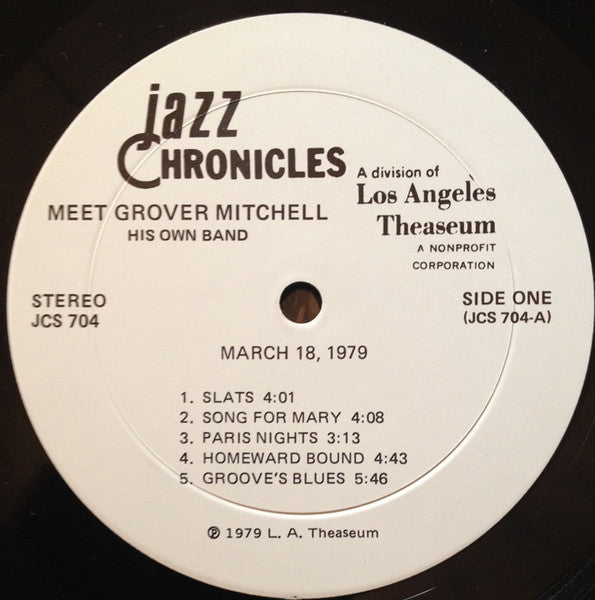 jazz
CHRONICLES
A division of
Los Angeles
Theaseum
A NONPROFIT
CORPORATION
MEET GROVER MITCHELL
HIS OWN BAND
STEREO
JCS 704
SIDE ONE
(JCS 704-A)
MARCH 18, 1979
1. SLATS 4:01
2. SONG FOR MARY 4:08
3. PARIS NIGHTS 3:13
4. HOMEWARD BOUND 4:43
5. GROOVE'S BLUES 5:46
℗ 1979 L. A. Theaseum